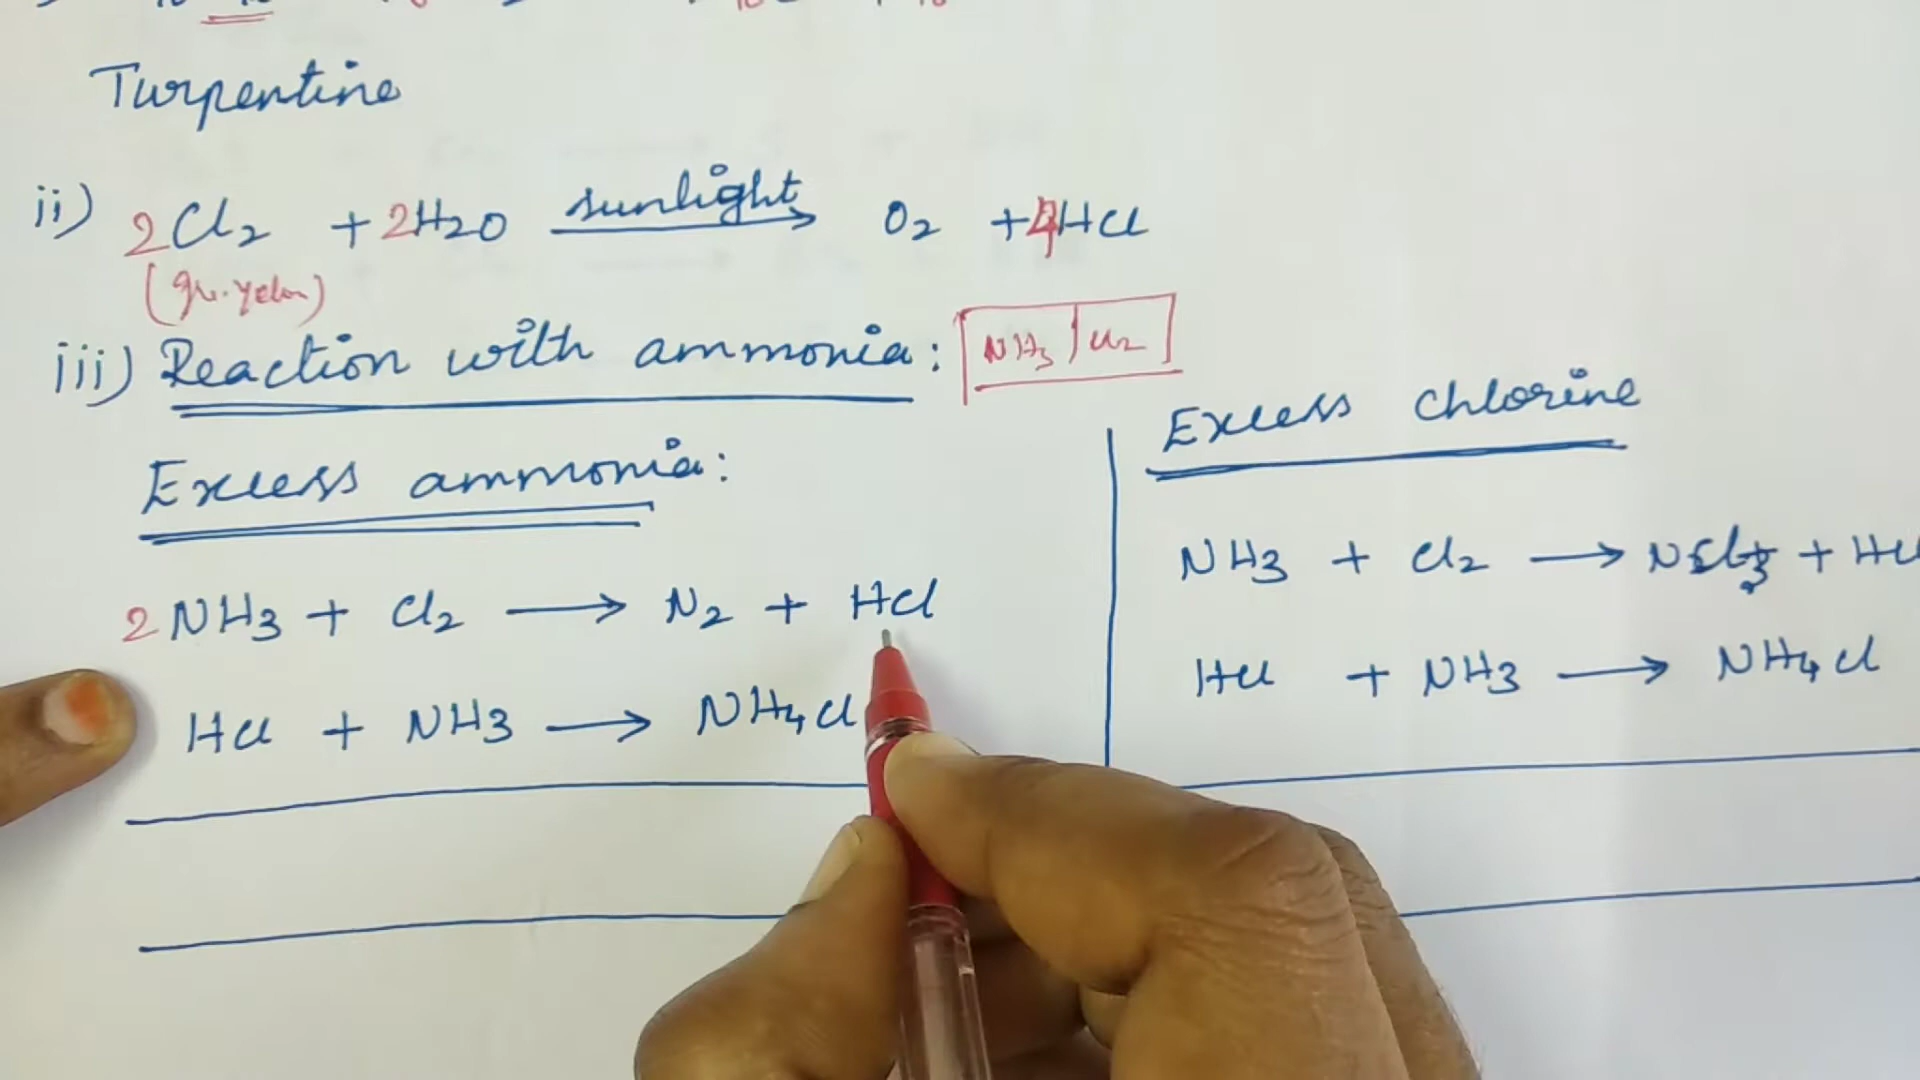 Turpentine
ii) 2Cl2 + 2H2O sunlight → O2 + 4HCl
(gr. yellow)
iii) Reaction with ammonia: NH3 | Cl2
Excess ammonia:
2NH3 + Cl2 → N2 + HCl
HCl + NH3 → NH4Cl
Excess chlorine
NH3 + Cl2 → NCl3 + HCl
HCl + NH3 → NH4Cl